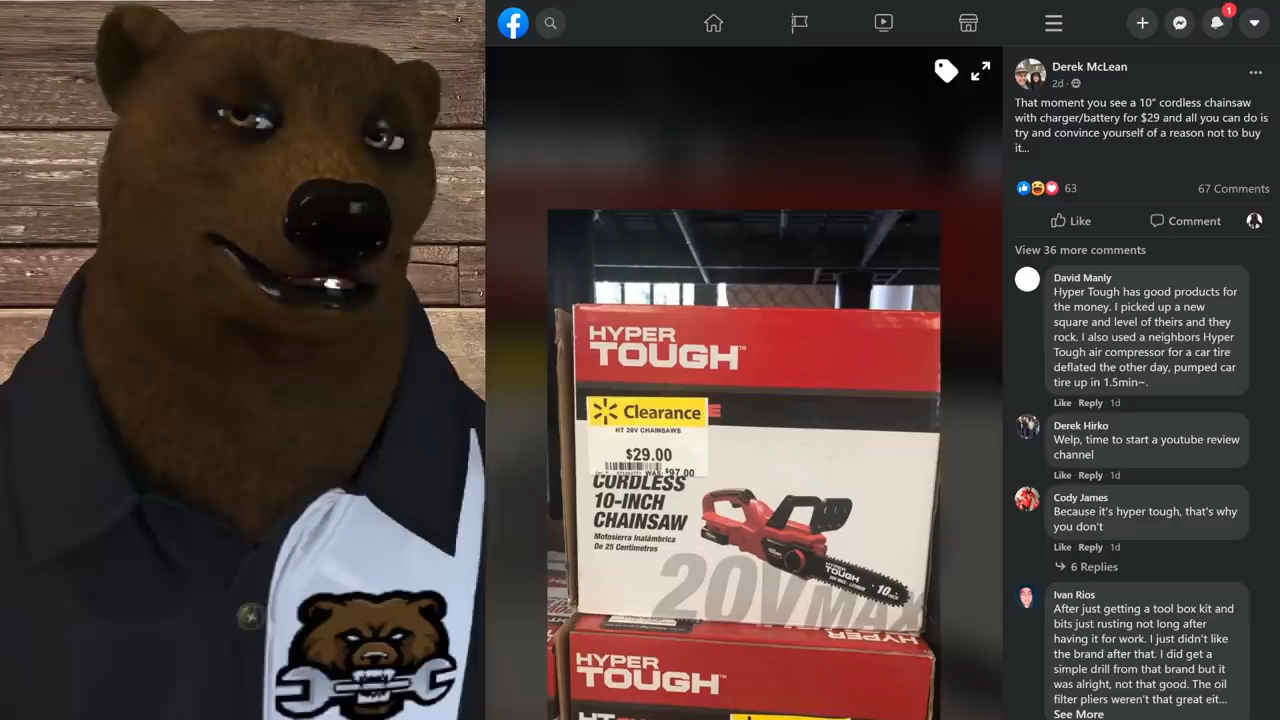 1
Derek McLean
2d
That moment you see a 10” cordless chainsaw
with charger/battery for $29 and all you can do is
try and convince yourself of a reason not to buy
it...
63
67 Comments
Like
Comment
View 36 more comments
David Manly
Hyper Tough has good products for
the money. I picked up a new
square and level of theirs and they
rock. I also used a neighbors Hyper
Tough air compressor for a car tire
deflated the other day, pumped car
tire up in 1.5min~.
Like · Reply · 1d
Derek Hirko
Welp, time to start a youtube review
channel
Like · Reply · 1d
Cody James
Because it's hyper tough, that's why
you don't
Like · Reply · 1d
6 Replies
Ivan Rios
After just getting a tool box kit and
bits just rusting not long after
having it for work. I just didn't like
the brand after that. I did get a
simple drill from that brand but it
was alright, not that good. The oil
filter pliers weren't that great eit...
See More
HYPER
TOUGH™
Clearance
HT 20V CHAINSAWS
$29.00
WAS $97.00
CORDLESS
10-INCH
CHAINSAW
Motosierra Inalámbrica
De 25 Centímetros
HYPER
TOUGH
10
20VMAX
HYPER
HYPER
TOUGH™